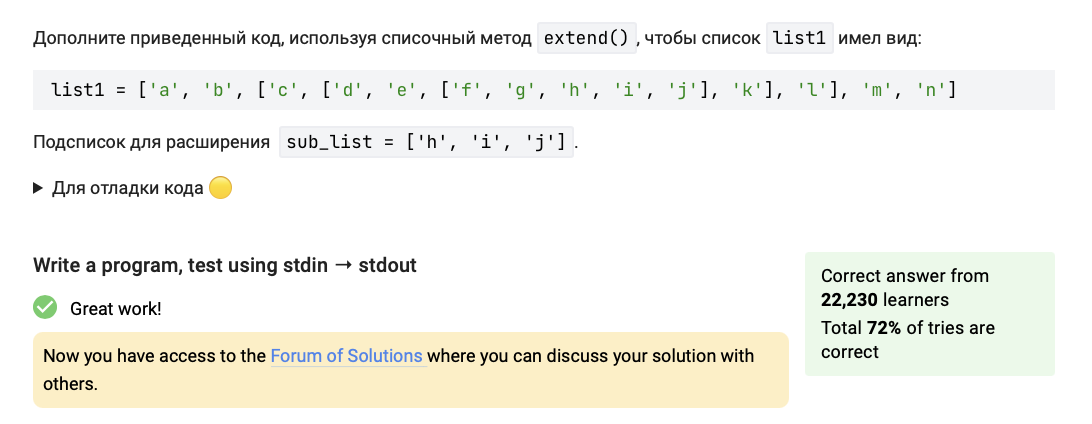 Дополните приведенный код, используя списочный метод extend(), чтобы список list1 имел вид:
list1 = ['a', 'b', ['c', ['d', 'e', ['f', 'g', 'h', 'i', 'j'], 'k'], 'l'], 'm', 'n']
Подсписок для расширения sub_list = ['h', 'i', 'j'].
Для отладки кода
Write a program, test using stdin → stdout
Great work!
Now you have access to the Forum of Solutions where you can discuss your solution with
others.
Correct answer from
22,230 learners
Total 72% of tries are
correct